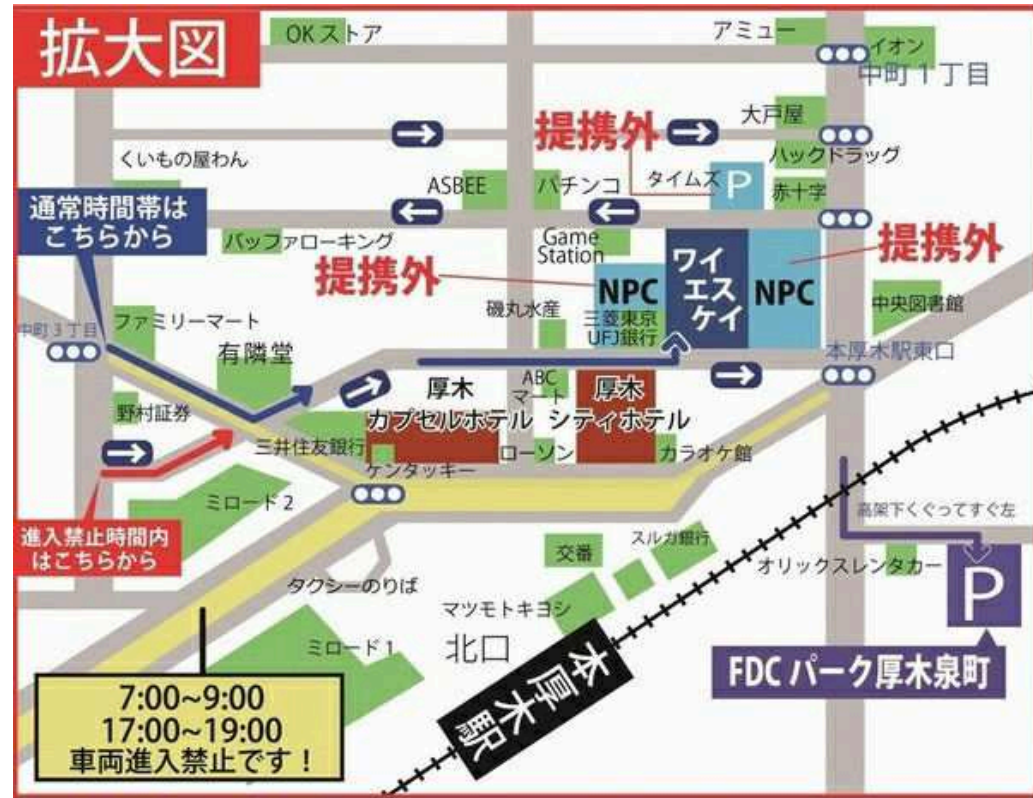 拡大図
OKストア
アミュー
イオン
中町1丁目
大戸屋
提携外
ハックドラッグ
くいもの屋わん
ASBEE
パチンコ
タイムズ
P
赤十字
通常時間帯は
こちらから
バッファローキング
Game
Station
提携外
提携外
NPC
ワイ
エス
ケイ
NPC
三菱東京
UFJ銀行
磯丸水産
中央図書館
中町3丁目
ファミリーマート
有隣堂
本厚木駅東口
厚木
カプセルホテル
ABC
マート
厚木
シティホテル
野村証券
三井住友銀行
ケンタッキー
ローソン
カラオケ館
ミロード2
進入禁止時間内
はこちらから
高架下くぐってすぐ左
交番
スルガ銀行
オリックスレンタカー
P
タクシーのりば
マツモトキヨシ
ミロード1
北口
本厚木駅
FDCパーク厚木泉町
7:00~9:00
17:00~19:00
車両進入禁止です!